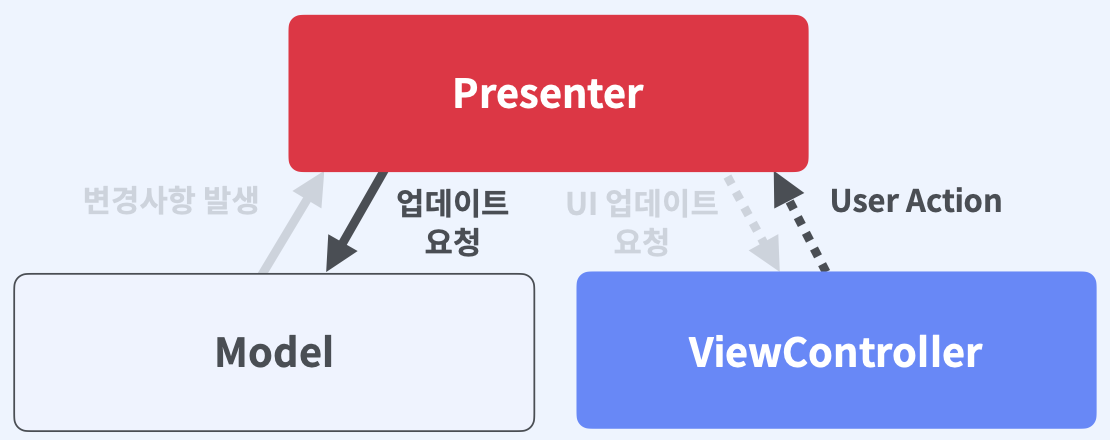 Presenter
변경사항 발생
업데이트
요청
UI 업데이트
요청
User Action
Model
ViewController